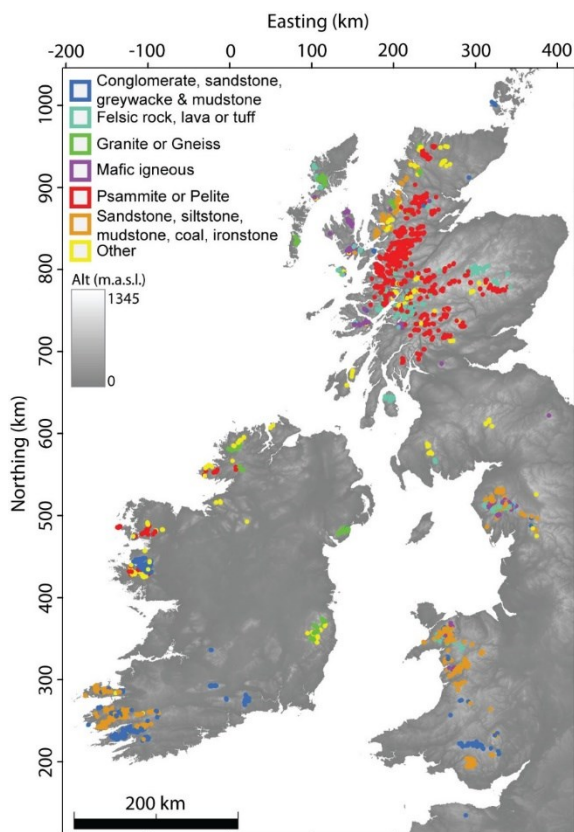 Easting (km)
-200 -100 0 100 200 300 400
Conglomerate, sandstone,
greywacke & mudstone
Felsic rock, lava or tuff
Granite or Gneiss
Mafic igneous
Psammite or Pelite
Sandstone, siltstone,
mudstone, coal, ironstone
Other
Alt (m.a.s.l.)
1345
0
Northing (km)
1000
900
800
700
600
500
400
300
200
200 km